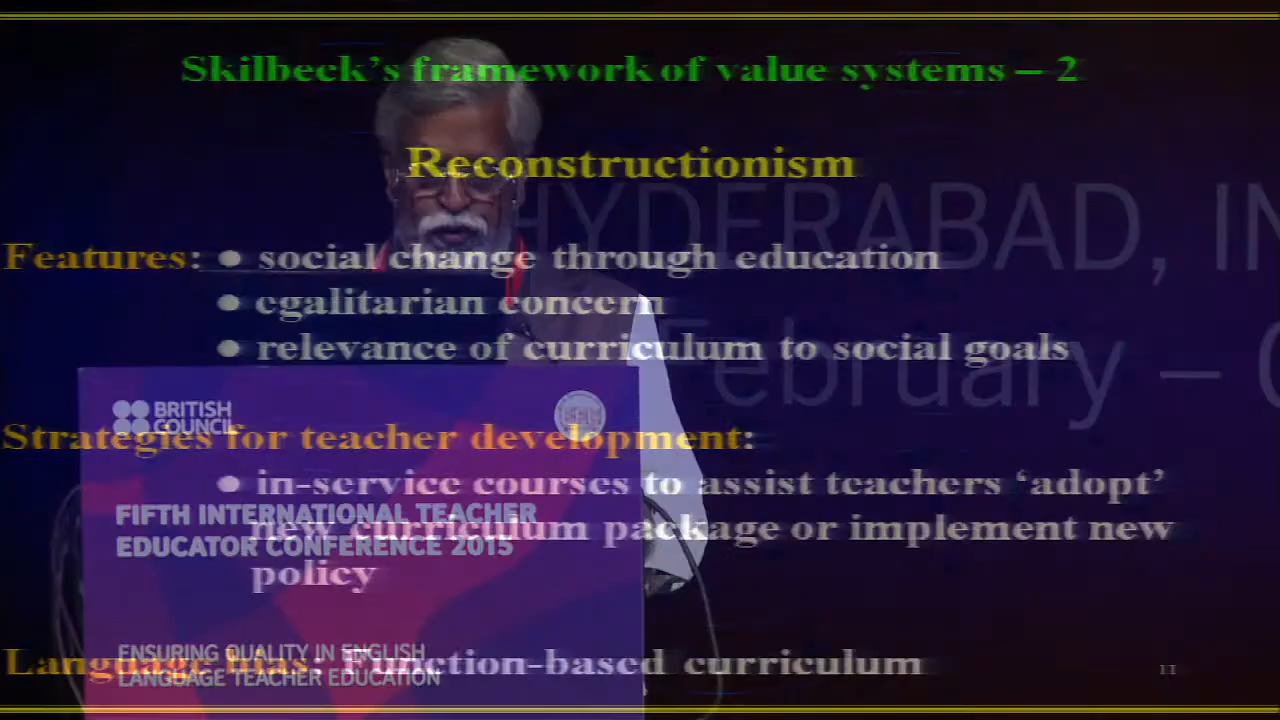 Skilbeck's framework of value systems – 2
Reconstructionism
Features: ● social change through education
● egalitarian concern
● relevance of curriculum to social goals
Strategies for teacher development:
● in-service courses to assist teachers ‘adopt’
new curriculum package or implement new
policy
Language bias: Function-based curriculum
11
HYDERABAD, IN
February –
BRITISH
COUNCIL
FIFTH INTERNATIONAL TEACHER
EDUCATOR CONFERENCE 2015
ENSURING QUALITY IN ENGLISH
LANGUAGE TEACHER EDUCATION